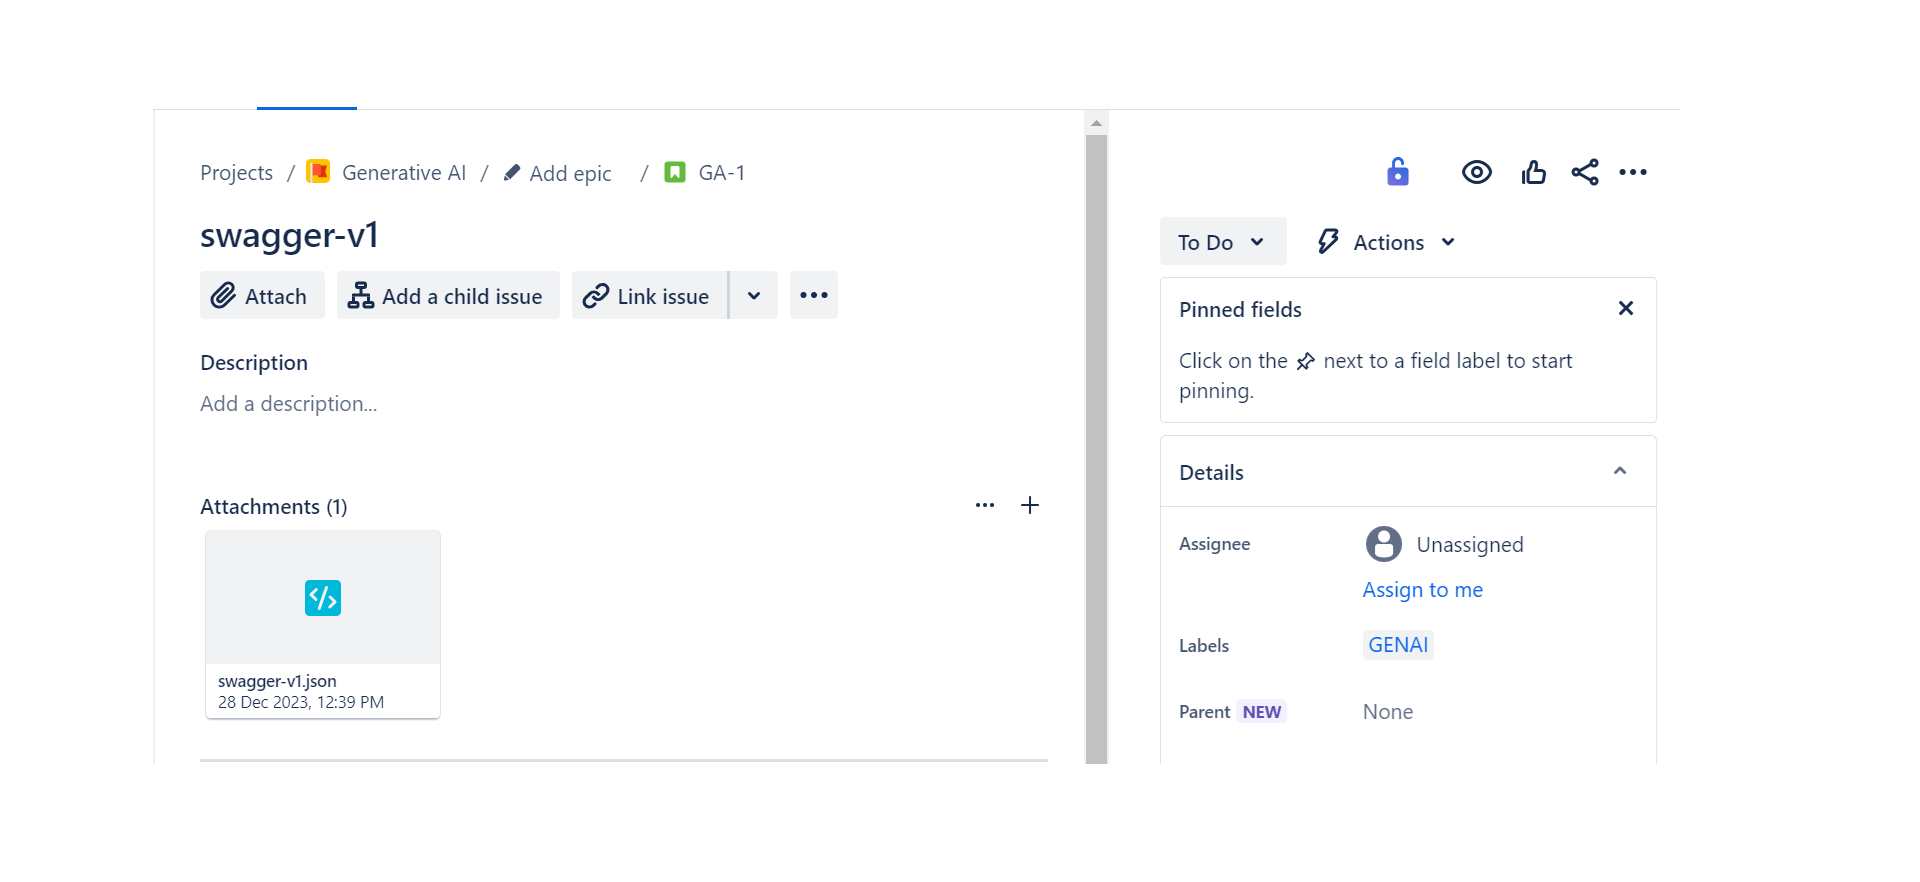 Projects / Generative AI / Add epic / GA-1
swagger-v1
Attach Add a child issue Link issue
Description
Add a description...
Attachments (1)
swagger-v1.json
28 Dec 2023, 12:39 PM
To Do Actions
Pinned fields
Click on the next to a field label to start
pinning.
Details
Assignee Unassigned
Assign to me
Labels GENAI
Parent NEW None